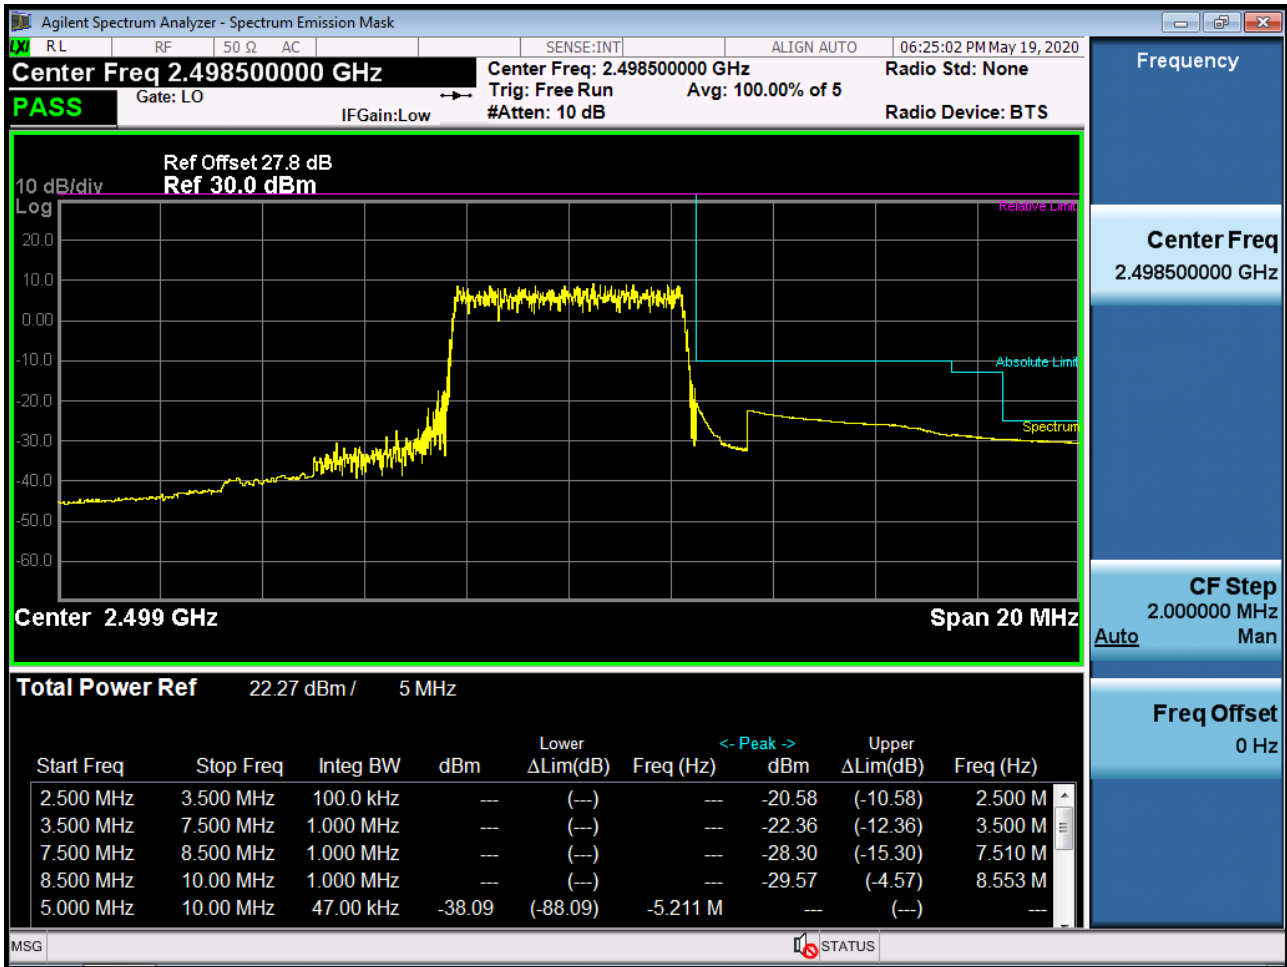 Agilent Spectrum Analyzer - Spectrum Emission Mask
LXI RL RF 50 Ω AC SENSE:INT ALIGN AUTO 06:25:02 PM May 19, 2020
Center Freq 2.498500000 GHz
Center Freq: 2.498500000 GHz Radio Std: None
PASS Gate: LO Trig: Free Run Avg: 100.00% of 5
IFGain:Low #Atten: 10 dB Radio Device: BTS
Ref Offset 27.8 dB
10 dB/div Ref 30.0 dBm
Log
Relative Limit
20.0
10.0
0.00
-10.0
Absolute Limit
-20.0
Spectrum
-30.0
-40.0
-50.0
-60.0
Center 2.499 GHz Span 20 MHz
Total Power Ref 22.27 dBm / 5 MHz
Lower <- Peak -> Upper
Start Freq Stop Freq Integ BW dBm ΔLim(dB) Freq (Hz) dBm ΔLim(dB) Freq (Hz)
2.500 MHz 3.500 MHz 100.0 kHz --- (---) --- -20.58 (-10.58) 2.500 M
3.500 MHz 7.500 MHz 1.000 MHz --- (---) --- -22.36 (-12.36) 3.500 M
7.500 MHz 8.500 MHz 1.000 MHz --- (---) --- -28.30 (-15.30) 7.510 M
8.500 MHz 10.00 MHz 1.000 MHz --- (---) --- -29.57 (-4.57) 8.553 M
5.000 MHz 10.00 MHz 47.00 kHz -38.09 (-88.09) -5.211 M --- (---) ---
MSG STATUS
Frequency
Center Freq
2.498500000 GHz
CF Step
2.000000 MHz
Auto Man
Freq Offset
0 Hz